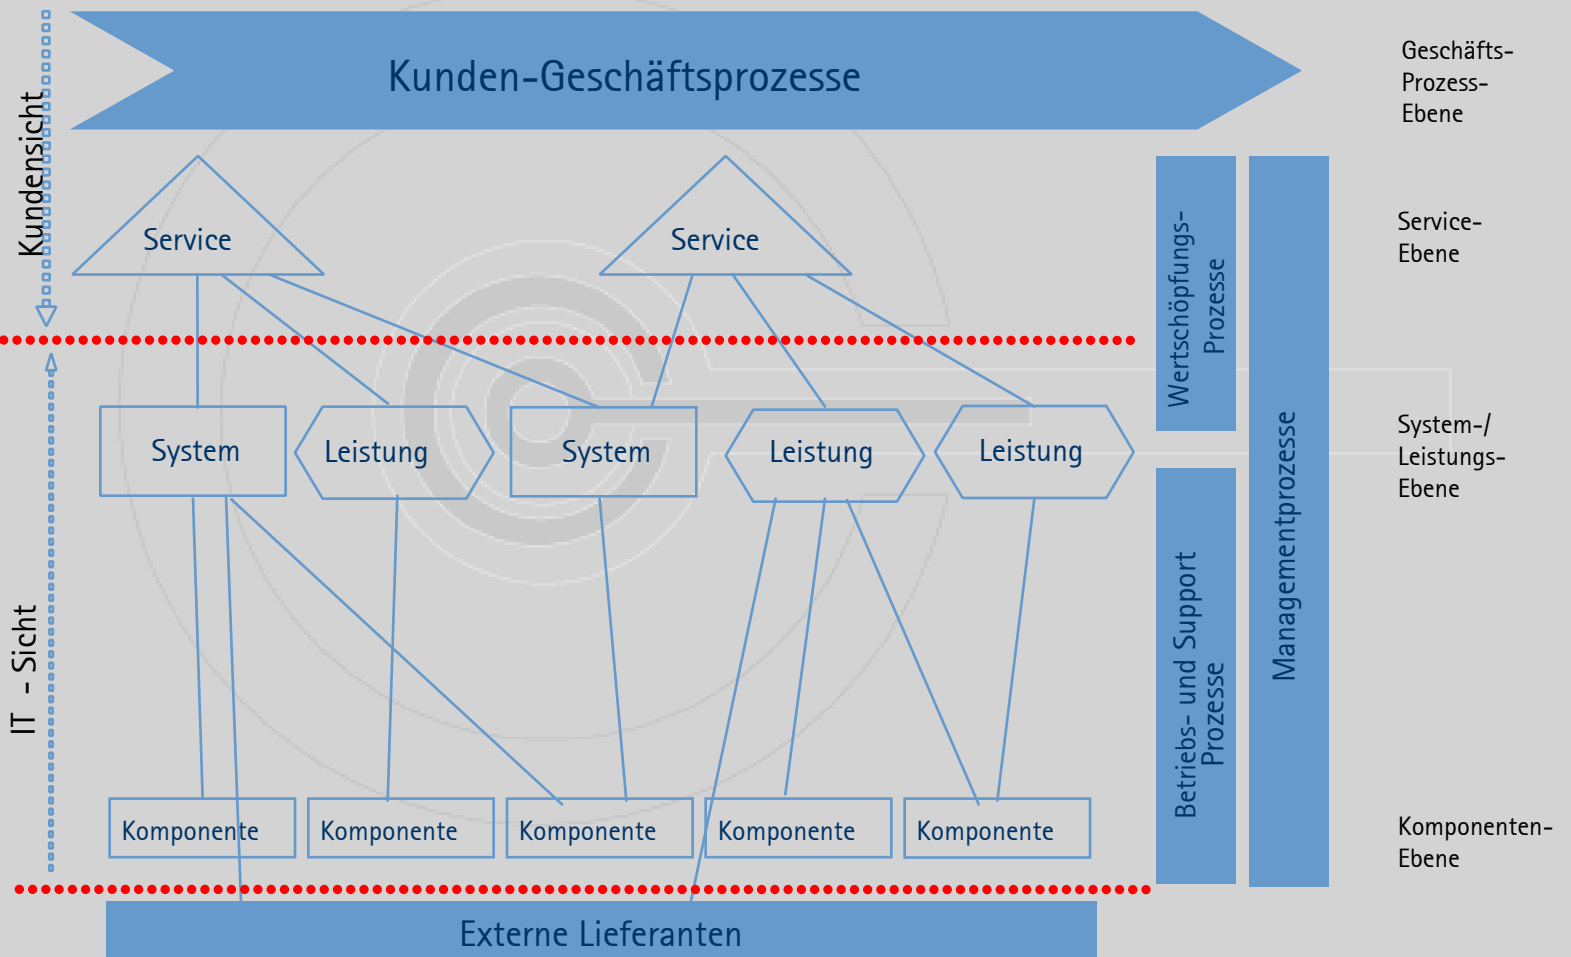 Kunden-Geschäftsprozesse
Geschäfts-
Prozess-
Ebene
Kundensicht
Service
Service
Wertschöpfungs-
Prozesse
Service-
Ebene
System
Leistung
System
Leistung
Leistung
Managementprozesse
System-/
Leistungs-
Ebene
IT - Sicht
Betriebs- und Support
Prozesse
Komponente
Komponente
Komponente
Komponente
Komponente
Komponenten-
Ebene
Externe Lieferanten